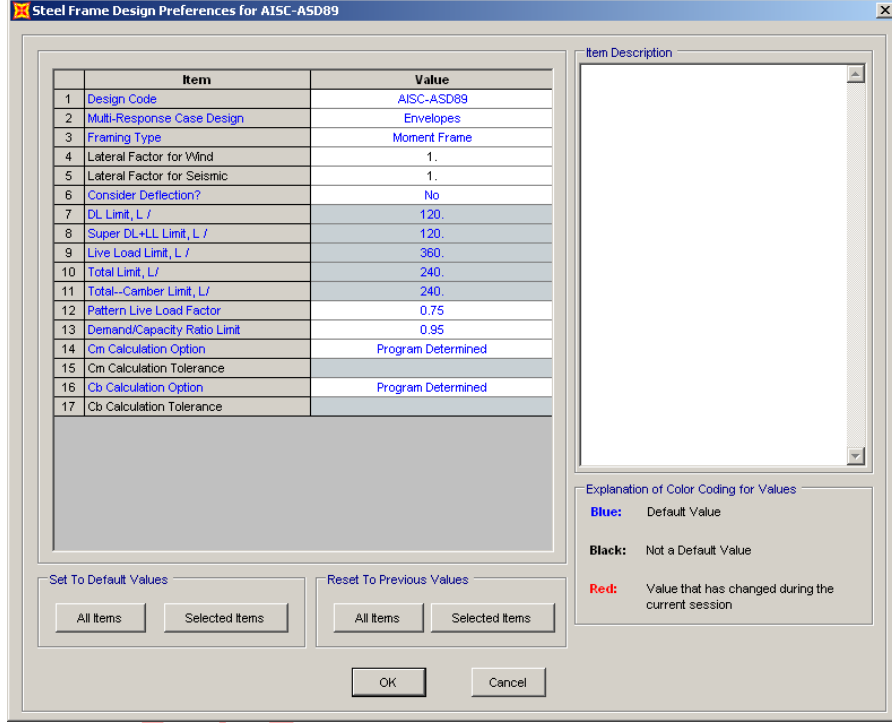 Steel Frame Design Preferences for AISC-ASD89
Item Value
1 Design Code AISC-ASD89
2 Multi-Response Case Design Envelopes
3 Framing Type Moment Frame
4 Lateral Factor for Wind 1.
5 Lateral Factor for Seismic 1.
6 Consider Deflection? No
7 DL Limit, L / 120.
8 Super DL+LL Limit, L / 120.
9 Live Load Limit, L / 360.
10 Total Limit, L/ 240.
11 Total--Camber Limit, L/ 240.
12 Pattern Live Load Factor 0.75
13 Demand/Capacity Ratio Limit 0.95
14 Cm Calculation Option Program Determined
15 Cm Calculation Tolerance
16 Cb Calculation Option Program Determined
17 Cb Calculation Tolerance
Item Description
Explanation of Color Coding for Values
Blue: Default Value
Black: Not a Default Value
Red: Value that has changed during the
current session
Set To Default Values
All Items Selected Items
Reset To Previous Values
All Items Selected Items
OK Cancel